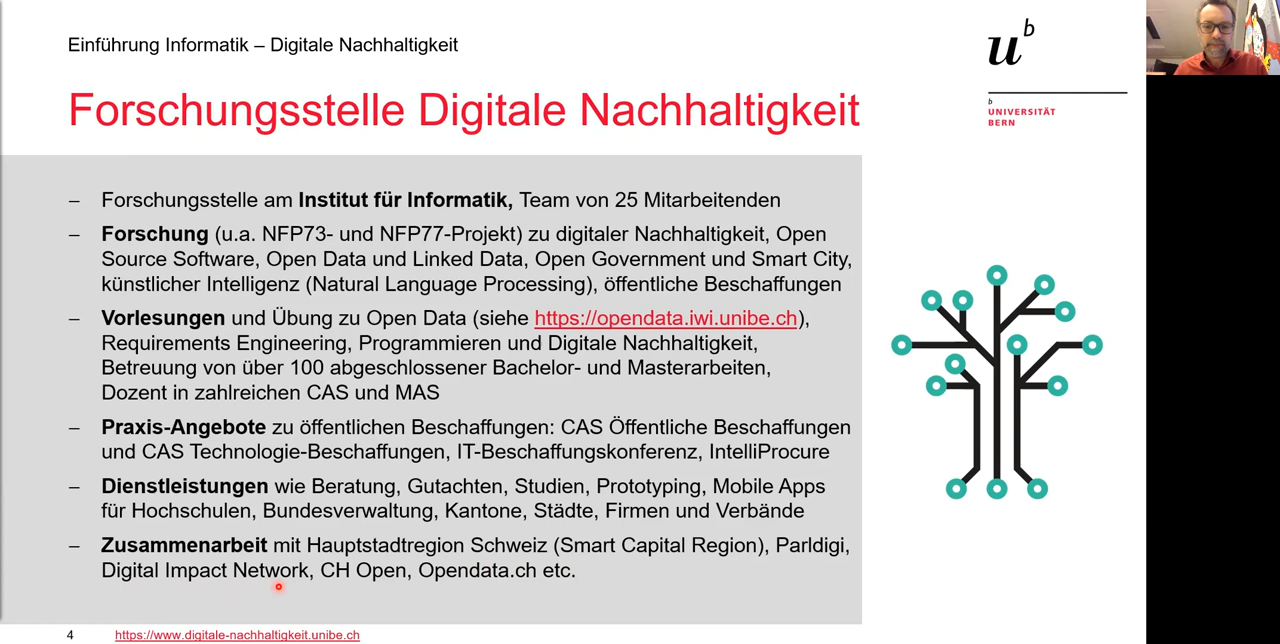 Einführung Informatik – Digitale Nachhaltigkeit
u^b
Forschungsstelle Digitale Nachhaltigkeit
b
UNIVERSITÄT
BERN
– Forschungsstelle am Institut für Informatik, Team von 25 Mitarbeitenden
– Forschung (u.a. NFP73- und NFP77-Projekt) zu digitaler Nachhaltigkeit, Open
Source Software, Open Data und Linked Data, Open Government und Smart City,
künstlicher Intelligenz (Natural Language Processing), öffentliche Beschaffungen
– Vorlesungen und Übung zu Open Data (siehe https://opendata.iwi.unibe.ch),
Requirements Engineering, Programmieren und Digitale Nachhaltigkeit,
Betreuung von über 100 abgeschlossener Bachelor- und Masterarbeiten,
Dozent in zahlreichen CAS und MAS
– Praxis-Angebote zu öffentlichen Beschaffungen: CAS Öffentliche Beschaffungen
und CAS Technologie-Beschaffungen, IT-Beschaffungskonferenz, IntelliProcure
– Dienstleistungen wie Beratung, Gutachten, Studien, Prototyping, Mobile Apps
für Hochschulen, Bundesverwaltung, Kantone, Städte, Firmen und Verbände
– Zusammenarbeit mit Hauptstadtregion Schweiz (Smart Capital Region), Parldigi,
Digital Impact Network, CH Open, Opendata.ch etc.
4 https://www.digitale-nachhaltigkeit.unibe.ch